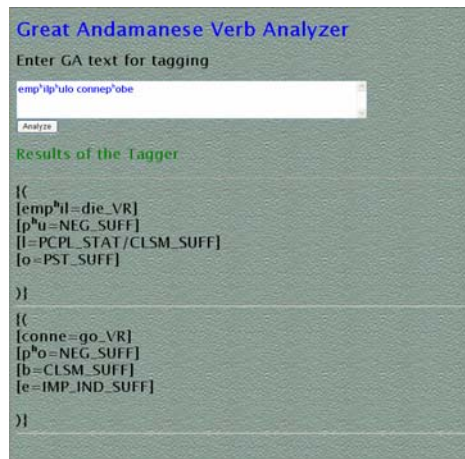 Great Andamanese Verb Analyzer
Enter GA text for tagging
empʰilpʰulo connepʰobe
Analyze
Results of the Tagger
}{
[empʰil=die_VR]
[pʰu=NEG_SUFF]
[l=PCPL_STAT/CLSM_SUFF]
[o=PST_SUFF]
)}
}{
[conne=go_VR]
[pʰo=NEG_SUFF]
[b=CLSM_SUFF]
[e=IMP_IND_SUFF]
)}